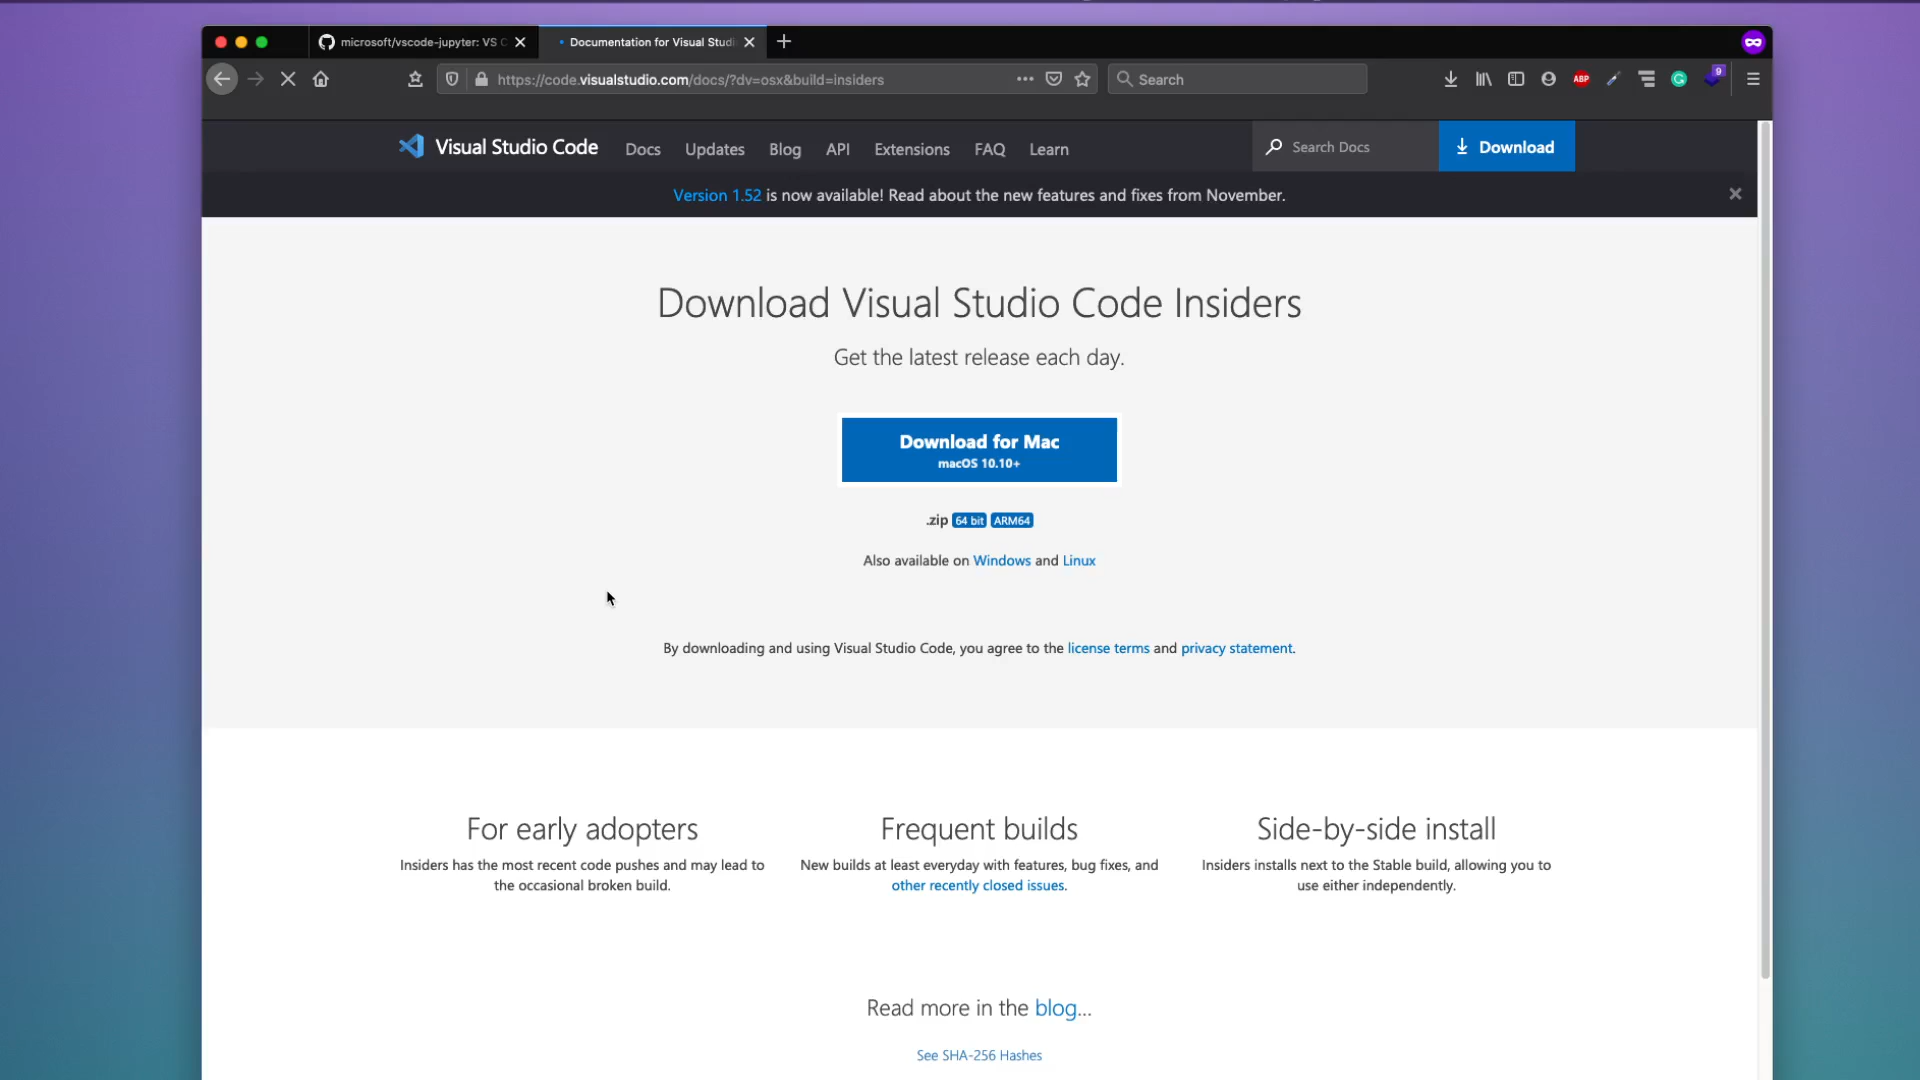 microsoft/vscode-jupyter: VS C
Documentation for Visual Studi
https://code.visualstudio.com/docs/?dv=osx&build=insiders
Search
ABP
9
Visual Studio Code
Docs
Updates
Blog
API
Extensions
FAQ
Learn
Search Docs
Download
Version 1.52 is now available! Read about the new features and fixes from November.
Download Visual Studio Code Insiders
Get the latest release each day.
Download for Mac
macOS 10.10+
.zip 64 bit ARM64
Also available on Windows and Linux
By downloading and using Visual Studio Code, you agree to the license terms and privacy statement.
For early adopters
Insiders has the most recent code pushes and may lead to
the occasional broken build.
Frequent builds
New builds at least everyday with features, bug fixes, and
other recently closed issues.
Side-by-side install
Insiders installs next to the Stable build, allowing you to
use either independently.
Read more in the blog...
See SHA-256 Hashes